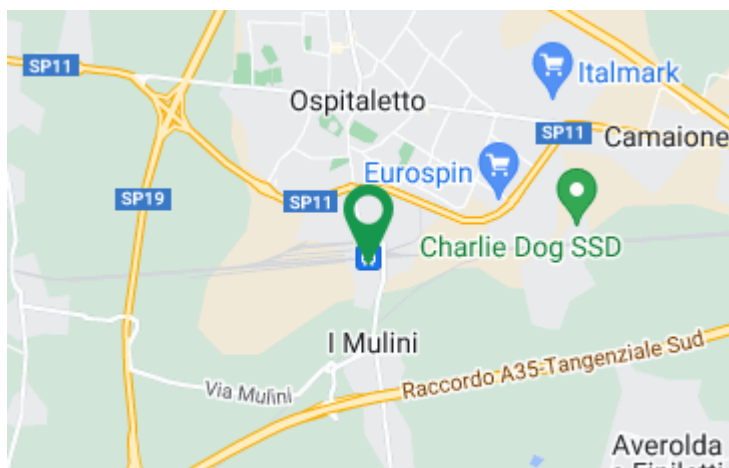 SP11
Italmark
Ospitaletto
SP11
Camaione
Eurospin
SP19
SP11
Charlie Dog SSD
I Mulini
Via Mulini
Raccordo A35-Tangenziale Sud
Averolda